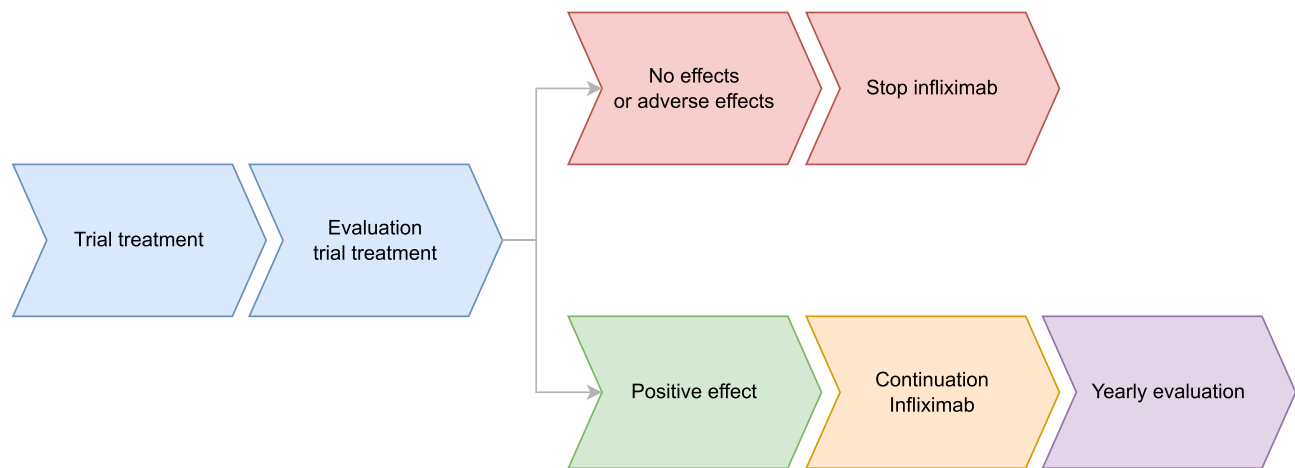 Trial treatment
Evaluation
trial treatment
No effects
or adverse effects
Stop infliximab
Positive effect
Continuation
Infliximab
Yearly evaluation